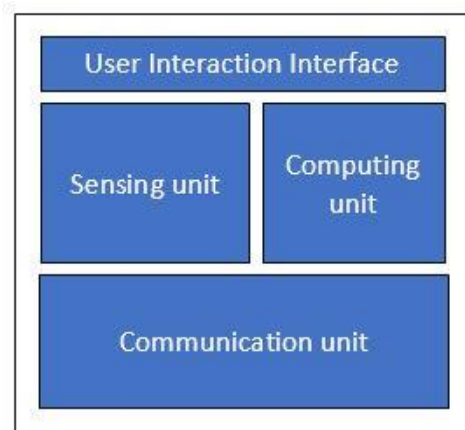 User Interaction Interface
Sensing unit
Computing
unit
Communication unit